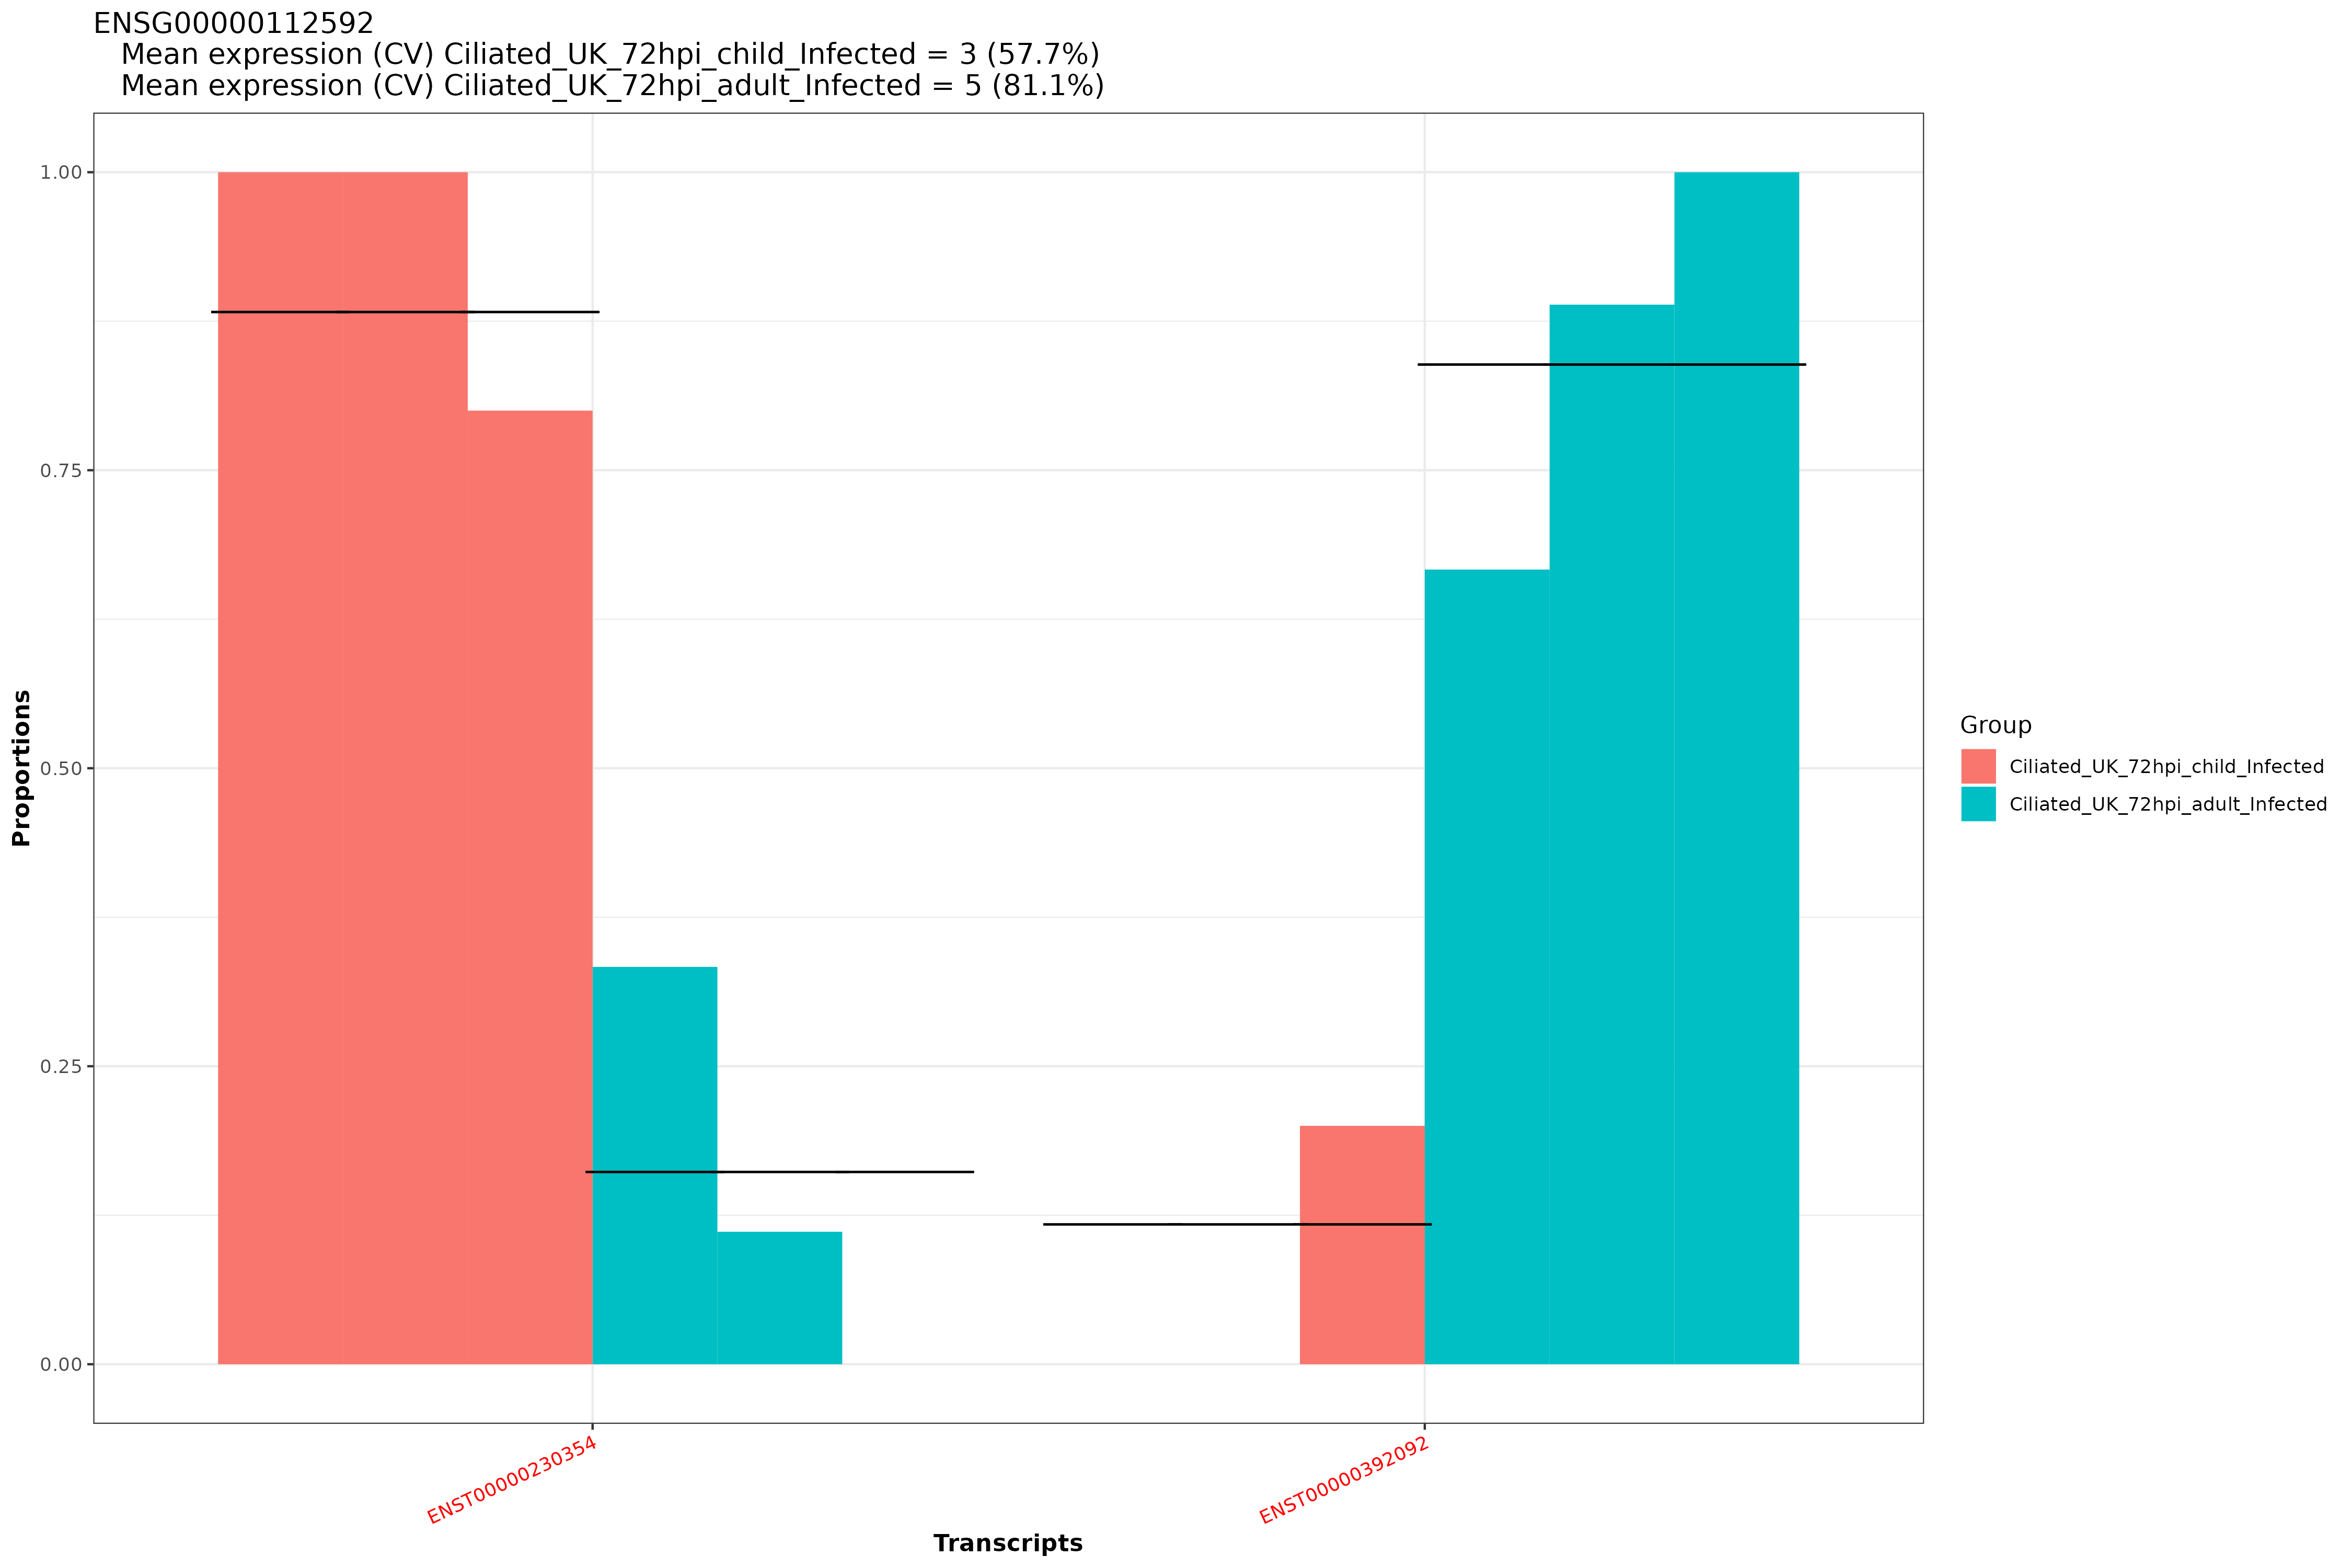 ENSG00000112592
Mean expression (CV) Ciliated_UK_72hpi_child_Infected = 3 (57.7%)
Mean expression (CV) Ciliated_UK_72hpi_adult_Infected = 5 (81.1%)
1.00
0.75
0.50
0.25
0.00
Proportions
ENST00000230354
ENST00000392092
Transcripts
Group
Ciliated_UK_72hpi_child_Infected
Ciliated_UK_72hpi_adult_Infected